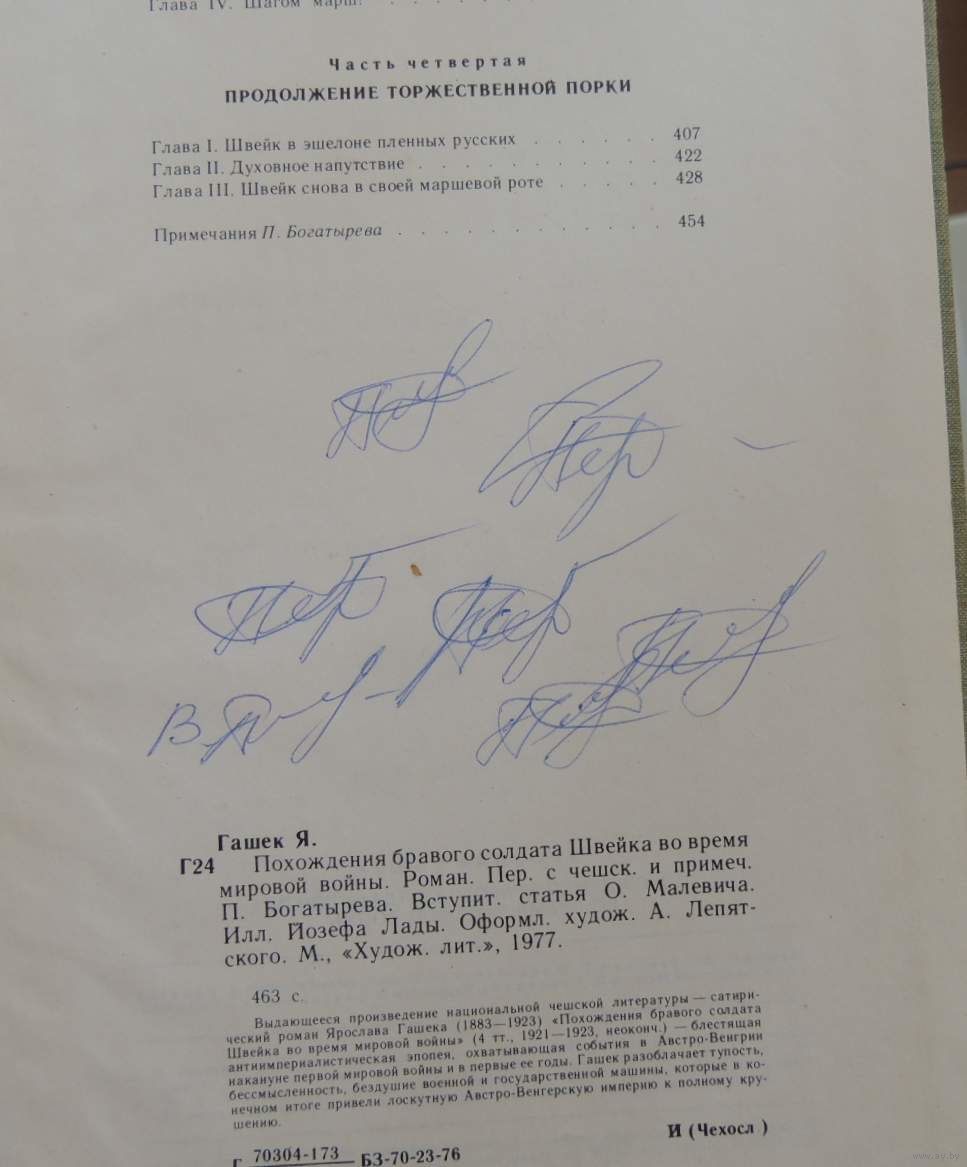 Глава IV. Шагом марш!
Часть четвертая
ПРОДОЛЖЕНИЕ ТОРЖЕСТВЕННОЙ ПОРКИ
Глава I. Швейк в эшелоне пленных русских . . . . . . 407
Глава II. Духовное напутствие . . . . . . . . . . . 422
Глава III. Швейк снова в своей маршевой роте . . . . . 428
Примечания П. Богатырева . . . . . . . . . . . . 454
Гашек Я.
Г24 Похождения бравого солдата Швейка во время
мировой войны. Роман. Пер. с чешск. и примеч.
П. Богатырева. Вступит. статья О. Малевича.
Илл. Йозефа Лады. Оформл. худож. А. Лепят-
ского. М., «Худож. лит.», 1977.
463 с.
Выдающееся произведение национальной чешской литературы — сатири-
ческий роман Ярослава Гашека (1883—1923) «Похождения бравого солдата
Швейка во время мировой войны» (4 тт., 1921—1923, неоконч.) — блестящая
антиимпериалистическая эпопея, охватывающая события в Австро-Венгрии
накануне первой мировой войны и в первые ее годы. Гашек разоблачает тупость,
бессмысленность, бездушие военной и государственной машины, которые в ко-
нечном итоге привели лоскутную Австро-Венгерскую империю к полному кру-
шению.
И (Чехосл)
Г 70304-173 БЗ-70-23-76
www.av.by